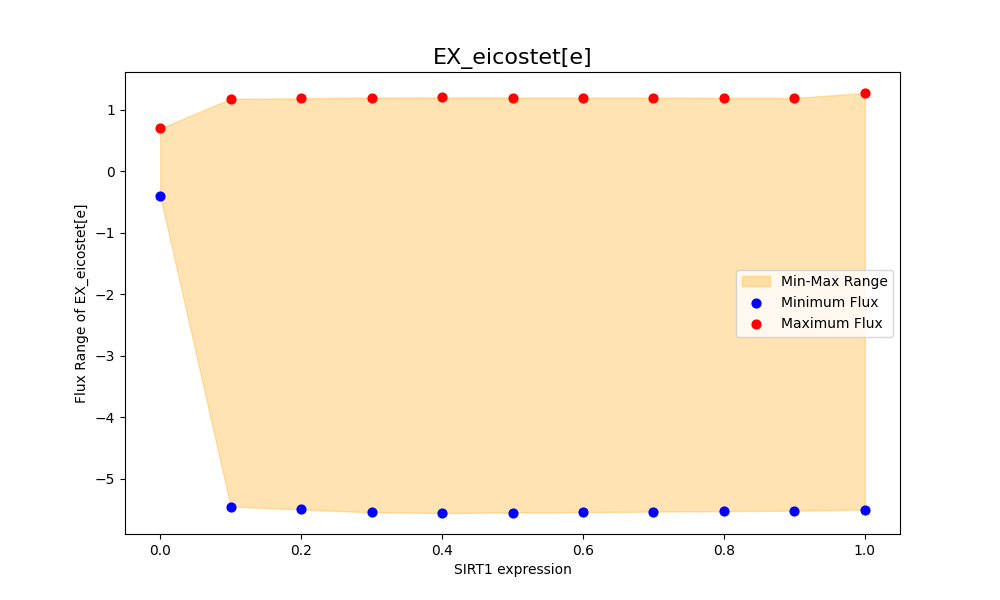 EX_eicostet[e]
Flux Range of EX_eicostet[e]
1
0
−1
−2
−3
−4
−5
Min-Max Range
Minimum Flux
Maximum Flux
0.0 0.2 0.4 0.6 0.8 1.0
SIRT1 expression